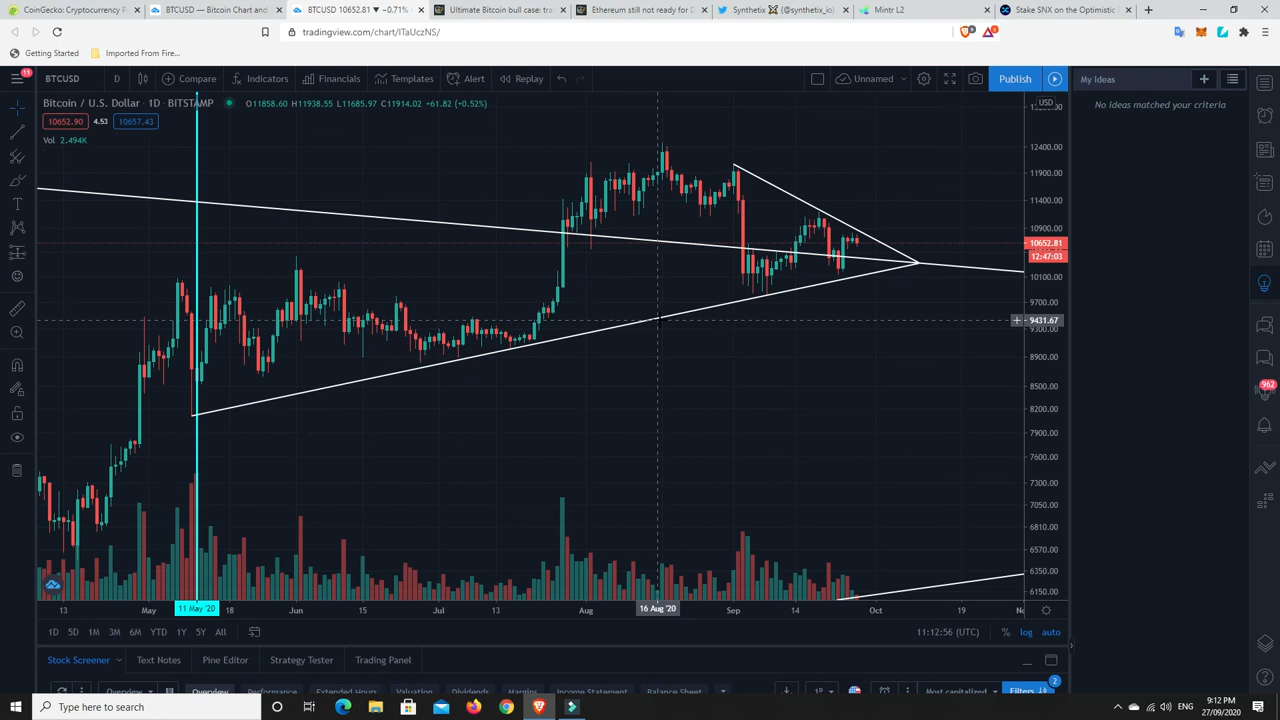 CoinGecko: Cryptocurrency P
BTCUSD — Bitcoin Chart and
BTCUSD 10652.81 ▼ −0.71%
Ultimate Bitcoin bull case: tra
Ethereum still not ready for D
Synthetix ⚔ (@synthetix_io)
Mintr L2
Stake SNX on the Optimistic
tradingview.com/chart/ITaUczNS/
Getting Started
Imported From Fire...
11
BTCUSD
D
Compare
Indicators
Financials
Templates
Alert
Replay
Unnamed
Publish
My Ideas
Bitcoin / U.S. Dollar · 1D · BITSTAMP
O11858.60 H11938.55 L11685.97 C11914.02 +61.82 (+0.52%)
USD
No ideas matched your criteria
10652.90
4.53
10657.43
Vol 2.494K
12400.00
11900.00
11400.00
10900.00
10652.81
12:47:03
10100.00
9700.00
9431.67
9300.00
8900.00
8500.00
8200.00
7900.00
7600.00
7300.00
7050.00
6810.00
6570.00
6350.00
6150.00
962
13
May
11 May '20
18
Jun
15
Jul
13
Aug
16 Aug '20
Sep
14
Oct
19
1D 5D 1M 3M 6M YTD 1Y 5Y All
11:12:56 (UTC)
%
log
auto
Stock Screener
Text Notes
Pine Editor
Strategy Tester
Trading Panel
2
Overview
Overview
Performance
Extended Hours
Valuation
Dividends
Margins
Income Statement
Balance Sheet
Most capitalized
Filters
Type here to search
ENG
9:12 PM
27/09/2020